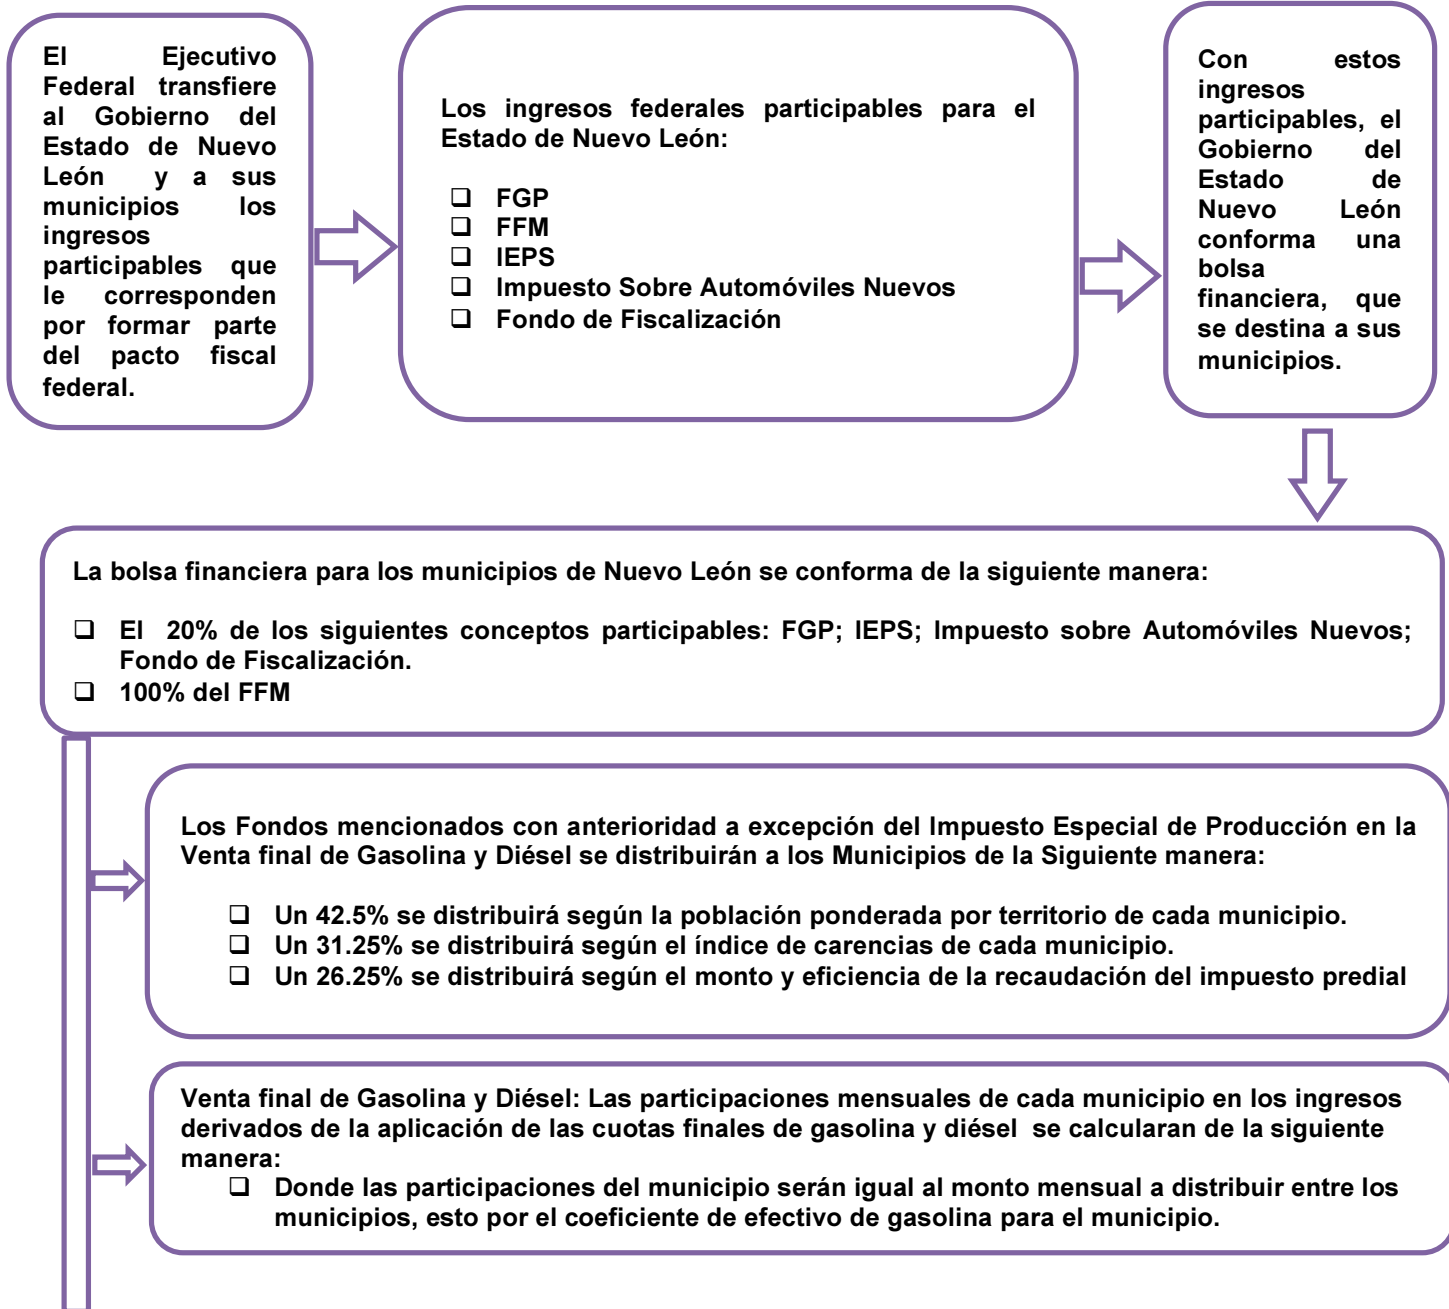 El Ejecutivo
Federal transfiere
al Gobierno del
Estado de Nuevo
León y a sus
municipios los
ingresos
participables que
le corresponden
por formar parte
del pacto fiscal
federal.
Los ingresos federales participables para el
Estado de Nuevo León:
❑ FGP
❑ FFM
❑ IEPS
❑ Impuesto Sobre Automóviles Nuevos
❑ Fondo de Fiscalización
Con estos
ingresos
participables, el
Gobierno del
Estado de
Nuevo León
conforma una
bolsa
financiera, que
se destina a sus
municipios.
La bolsa financiera para los municipios de Nuevo León se conforma de la siguiente manera:
❑ El 20% de los siguientes conceptos participables: FGP; IEPS; Impuesto sobre Automóviles Nuevos;
Fondo de Fiscalización.
❑ 100% del FFM
Los Fondos mencionados con anterioridad a excepción del Impuesto Especial de Producción en la
Venta final de Gasolina y Diésel se distribuirán a los Municipios de la Siguiente manera:
❑ Un 42.5% se distribuirá según la población ponderada por territorio de cada municipio.
❑ Un 31.25% se distribuirá según el índice de carencias de cada municipio.
❑ Un 26.25% se distribuirá según el monto y eficiencia de la recaudación del impuesto predial
Venta final de Gasolina y Diésel: Las participaciones mensuales de cada municipio en los ingresos
derivados de la aplicación de las cuotas finales de gasolina y diésel se calcularan de la siguiente
manera:
❑ Donde las participaciones del municipio serán igual al monto mensual a distribuir entre los
municipios, esto por el coeficiente de efectivo de gasolina para el municipio.